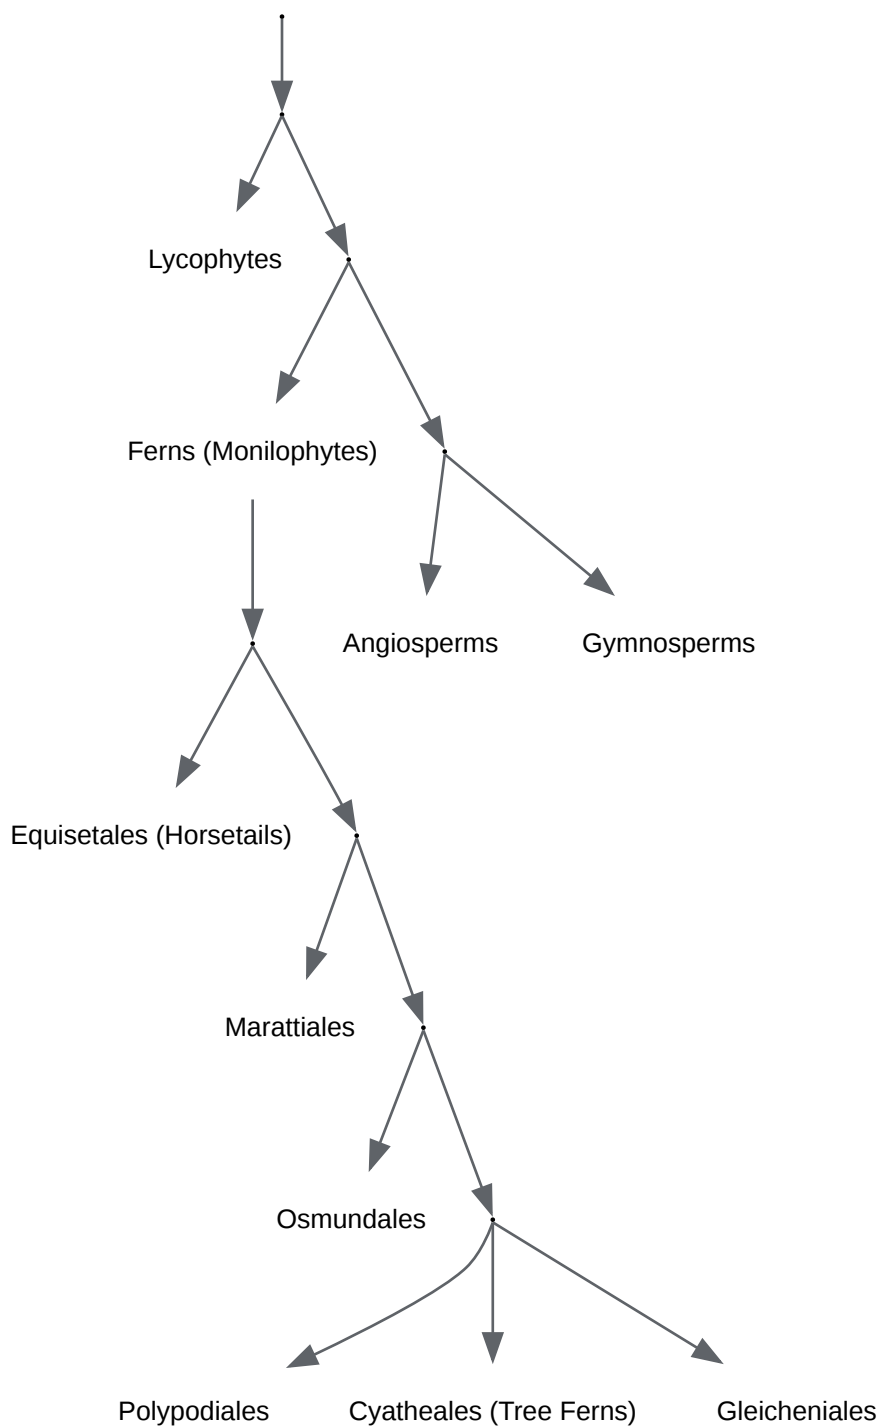 Lycophytes
Ferns (Monilophytes)
Angiosperms
Gymnosperms
Equisetales (Horsetails)
Marattiales
Osmundales
Polypodiales
Cyatheales (Tree Ferns)
Gleicheniales